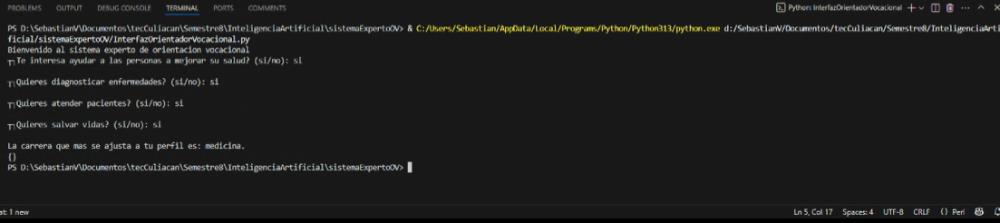 PROBLEMS OUTPUT DEBUG CONSOLE TERMINAL PORTS COMMENTS Python: InterfazOrientadorVocacional
PS D:\SebastianV\Documentos\tecCuliacan\Semestre8\InteligenciaArtificial\sistemaExpertoOV> & C:/Users/Sebastian/AppData/Local/Programs/Python/Python313/python.exe d:/SebastianV/Documentos/tecCuliacan/Semestre8/InteligenciaArti
ficial/sistemaExpertoOV/InterfazOrientadorVocacional.py
Bienvenido al sistema experto de orientacion vocacional
┬┐Te interesa ayudar a las personas a mejorar su salud? (si/no): si
┬┐Quieres diagnosticar enfermedades? (si/no): si
┬┐Quieres atender pacientes? (si/no): si
┬┐Quieres salvar vidas? (si/no): si
La carrera que mas se ajusta a tu perfil es: medicina.
{}
PS D:\SebastianV\Documentos\tecCuliacan\Semestre8\InteligenciaArtificial\sistemaExpertoOV>
at: 1 new Ln 5, Col 17 Spaces: 4 UTF-8 CRLF {} Perl